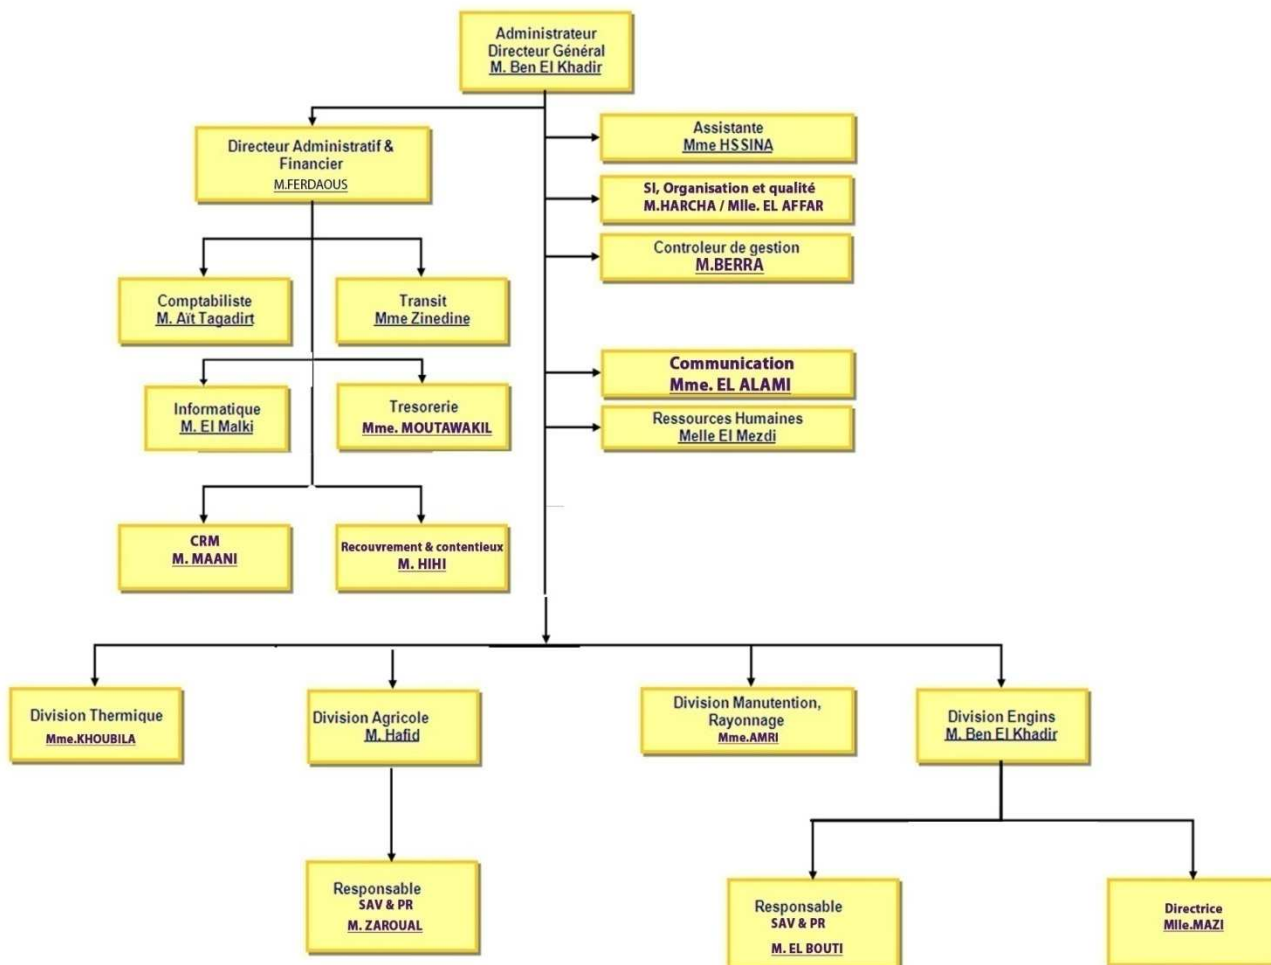 Administrateur
Directeur Général
M. Ben El Khadir
Directeur Administratif &
Financier
M.FERDAOUS
Assistante
Mme HSSINA
SI, Organisation et qualité
M.HARCHA / Mlle. EL AFFAR
Controleur de gestion
M.BERRA
Comptabiliste
M. Aït Tagadirt
Transit
Mme Zinedine
Communication
Mme. EL ALAMI
Informatique
M. El Malki
Tresorerie
Mme. MOUTAWAKIL
Ressources Humaines
Melle El Mezdi
CRM
M. MAANI
Recouvrement & contentieux
M. HIHI
Division Thermique
Mme.KHOUBILA
Division Agricole
M. Hafid
Division Manutention,
Rayonnage
Mme.AMRI
Division Engins
M. Ben El Khadir
Responsable
SAV & PR
M. ZAROUAL
Responsable
SAV & PR
M. EL BOUTI
Directrice
Mlle.MAZI